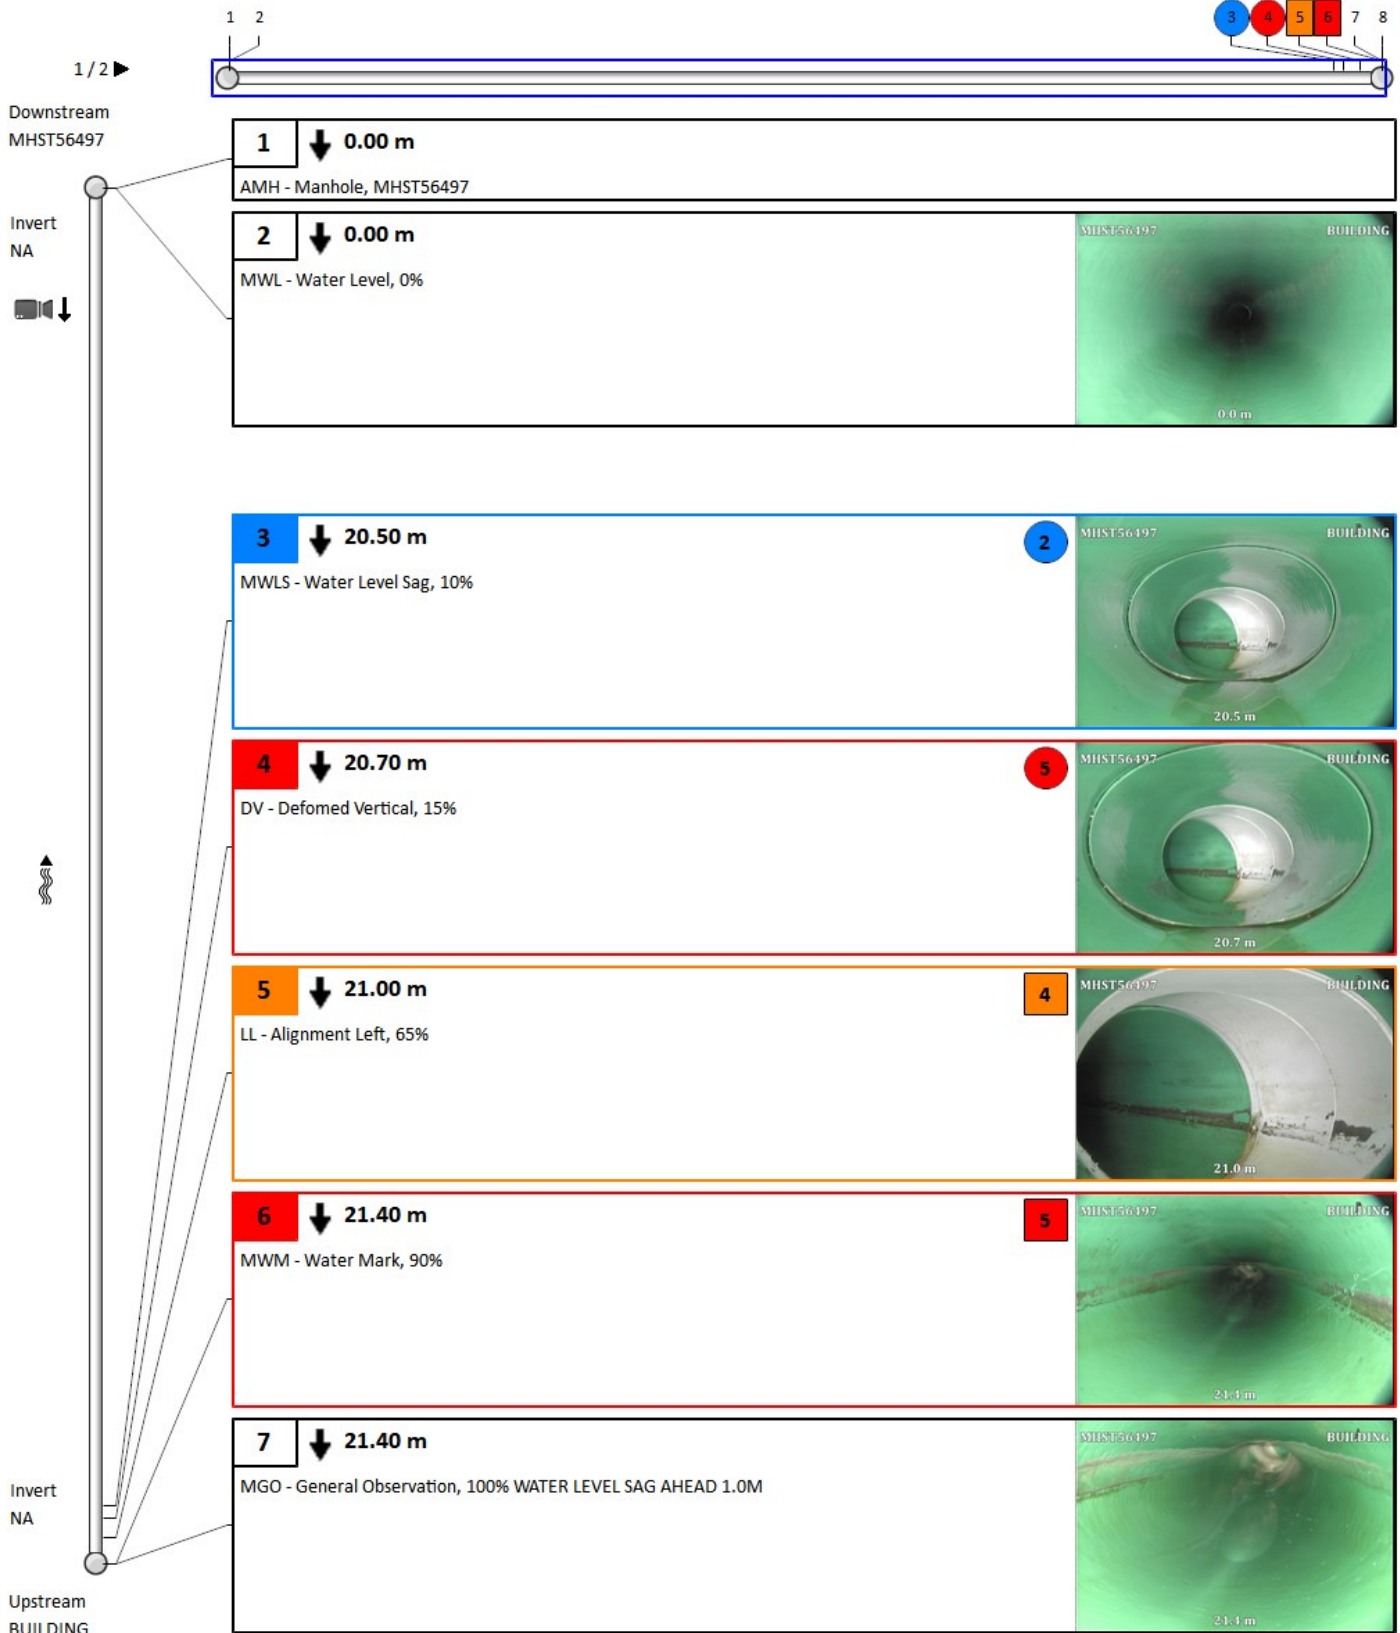 1 2 3 4 5 6 7 8
1 / 2
Downstream
MHST56497
Invert
NA
1 0.00 m
AMH - Manhole, MHST56497
2 0.00 m
MWL - Water Level, 0%
MHST56497 BUILDING
0.0 m
3 20.50 m 2
MWLS - Water Level Sag, 10%
MHST56497 BUILDING
20.5 m
4 20.70 m 5
DV - Defomed Vertical, 15%
MHST56497 BUILDING
20.7 m
5 21.00 m 4
LL - Alignment Left, 65%
MHST56497 BUILDING
21.0 m
6 21.40 m 5
MWM - Water Mark, 90%
MHST56497 BUILDING
21.4 m
7 21.40 m
MGO - General Observation, 100% WATER LEVEL SAG AHEAD 1.0M
MHST56497 BUILDING
21.4 m
Invert
NA
Upstream
BUILDING